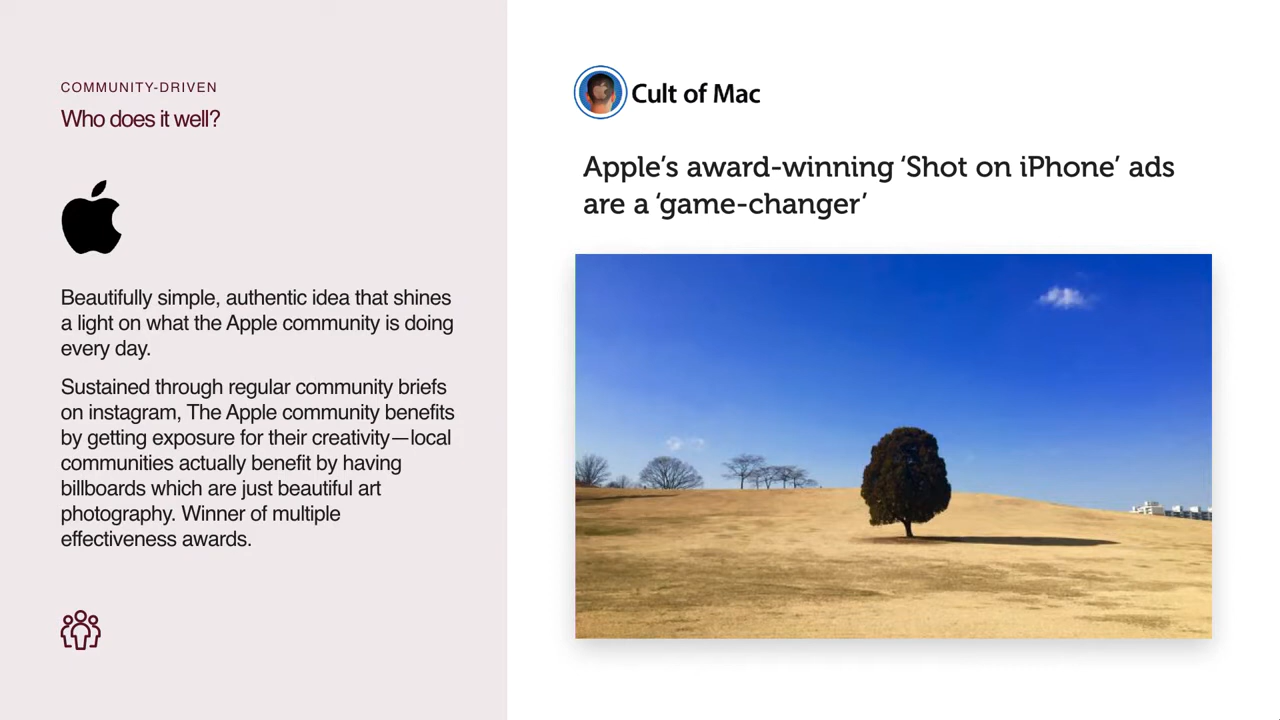 COMMUNITY-DRIVEN
Who does it well?
Beautifully simple, authentic idea that shines
a light on what the Apple community is doing
every day.
Sustained through regular community briefs
on instagram, The Apple community benefits
by getting exposure for their creativity—local
communities actually benefit by having
billboards which are just beautiful art
photography. Winner of multiple
effectiveness awards.
Cult of Mac
Apple’s award-winning ‘Shot on iPhone’ ads
are a ‘game-changer’